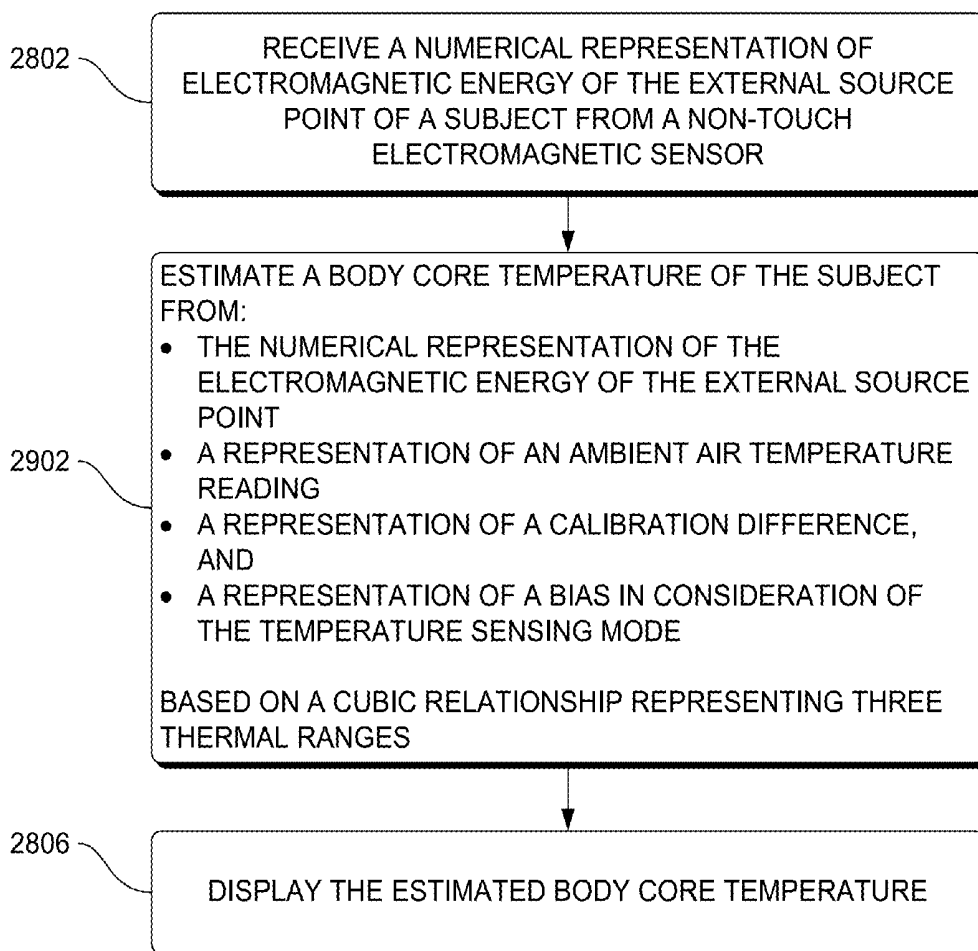 2802
RECEIVE A NUMERICAL REPRESENTATION OF
ELECTROMAGNETIC ENERGY OF THE EXTERNAL SOURCE
POINT OF A SUBJECT FROM A NON-TOUCH
ELECTROMAGNETIC SENSOR
2902
ESTIMATE A BODY CORE TEMPERATURE OF THE SUBJECT
FROM:
• THE NUMERICAL REPRESENTATION OF THE
ELECTROMAGNETIC ENERGY OF THE EXTERNAL SOURCE
POINT
• A REPRESENTATION OF AN AMBIENT AIR TEMPERATURE
READING
• A REPRESENTATION OF A CALIBRATION DIFFERENCE,
AND
• A REPRESENTATION OF A BIAS IN CONSIDERATION OF
THE TEMPERATURE SENSING MODE
BASED ON A CUBIC RELATIONSHIP REPRESENTING THREE
THERMAL RANGES
2806
DISPLAY THE ESTIMATED BODY CORE TEMPERATURE